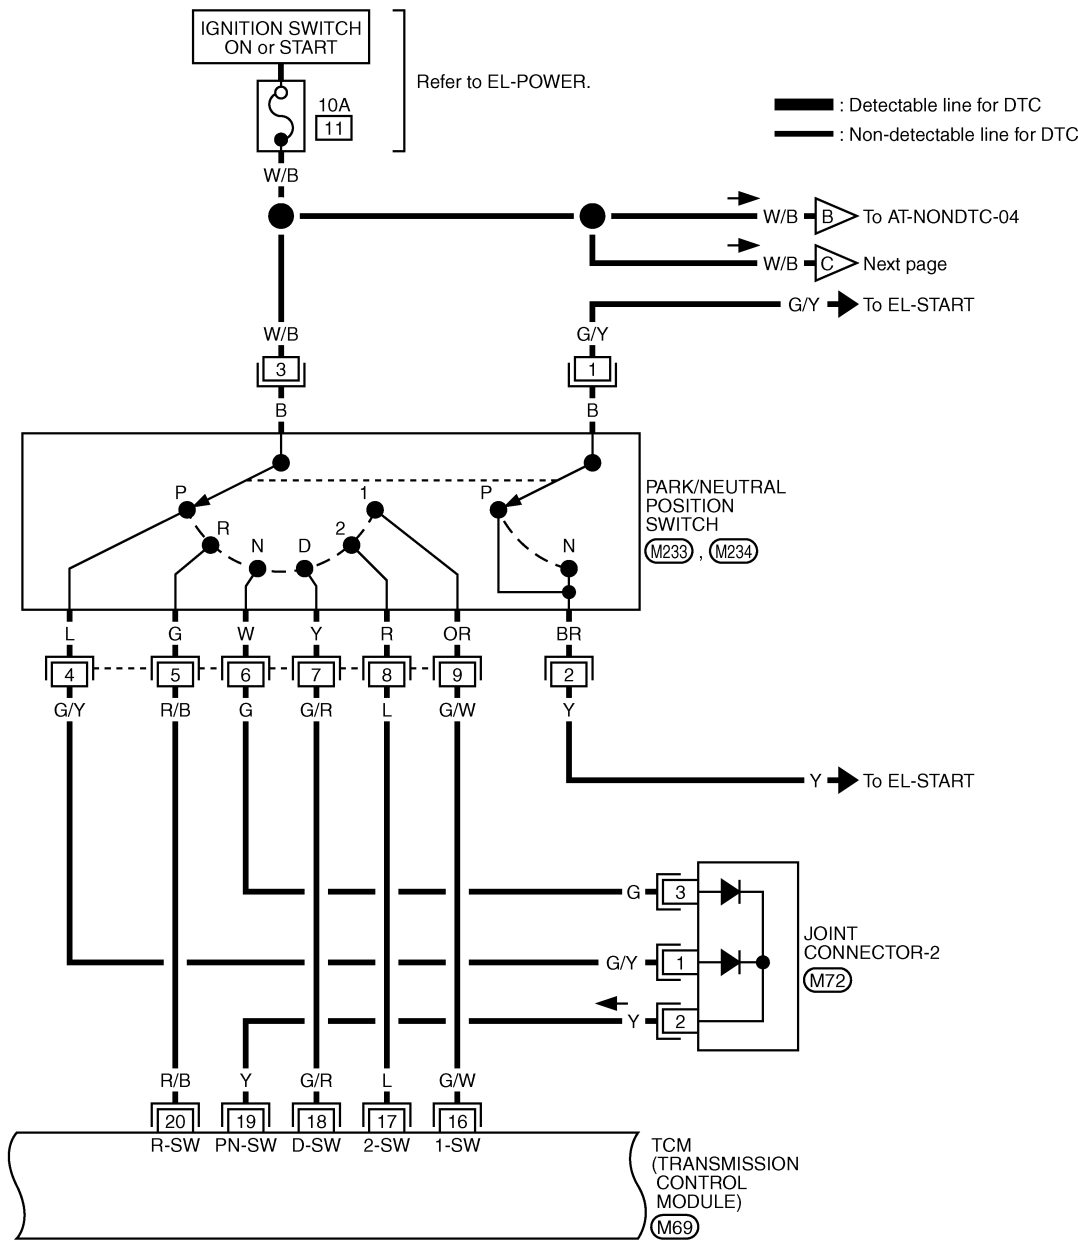 IGNITION SWITCH
ON or START
Refer to EL-POWER.
10A
11
: Detectable line for DTC
: Non-detectable line for DTC
W/B
W/B B To AT-NONDTC-04
W/B C Next page
G/Y To EL-START
W/B G/Y
3 1
B B
P 1 P
R 2
N D N
PARK/NEUTRAL
POSITION
SWITCH
M233 , M234
L G W Y R OR BR
4 5 6 7 8 9 2
G/Y R/B G G/R L G/W Y
Y To EL-START
G 3
G/Y 1
Y 2
JOINT
CONNECTOR-2
M72
R/B Y G/R L G/W
20 19 18 17 16
R-SW PN-SW D-SW 2-SW 1-SW
TCM
(TRANSMISSION
CONTROL
MODULE)
M69